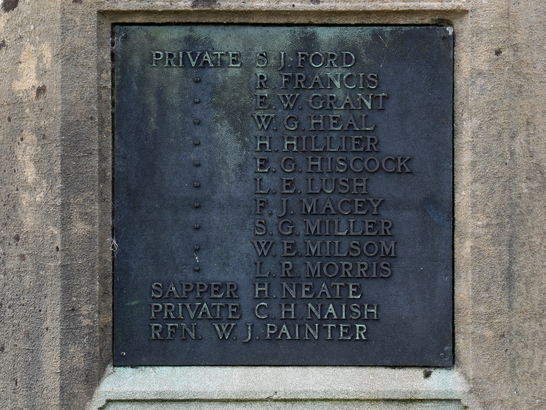 PRIVATE S.J.FORD
" R.FRANCIS
" E.W.GRANT
" W.G.HEAL
" H.HILLIER
" E.G.HISCOCK
" L.E.LUSH
" F.J.MACEY
" S.G.MILLER
" W.E.MILSOM
" L.R.MORRIS
SAPPER H.NEATE
PRIVATE C.H.NAISH
RFN. W.J.PAINTER